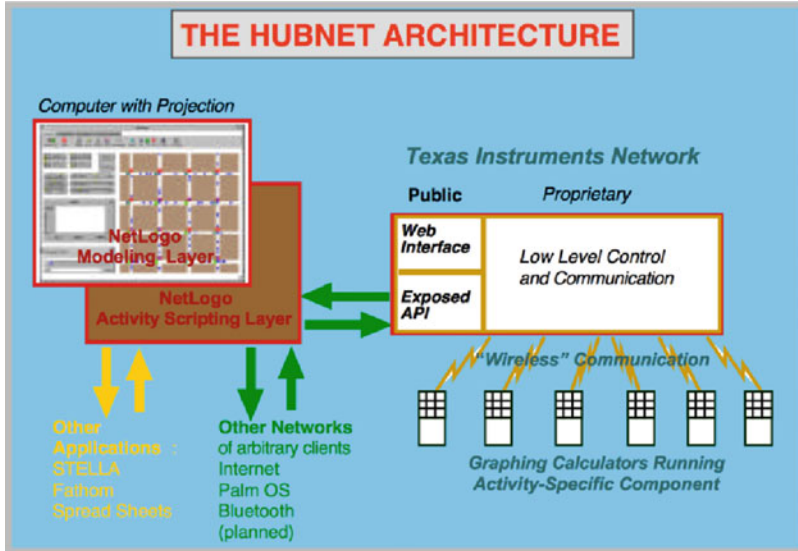 THE HUBNET ARCHITECTURE
Computer with Projection
NetLogo
Modeling Layer
NetLogo
Activity Scripting Layer
Texas Instruments Network
Public
Proprietary
Web
Interface
Exposed
API
Low Level Control
and Communication
"Wireless" Communication
Graphing Calculators Running
Activity-Specific Component
Other
Applications :
STELLA
Fathom
Spread Sheets
Other Networks
of arbitrary clients
Internet
Palm OS
Bluetooth
(planned)